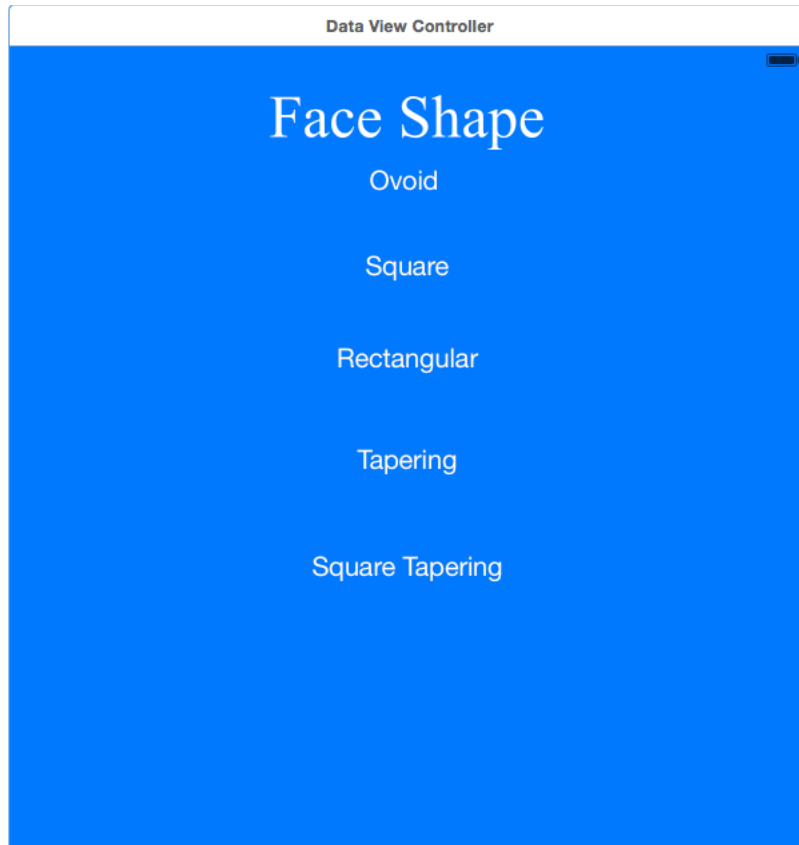 Data View Controller
Face Shape
Ovoid
Square
Rectangular
Tapering
Square Tapering